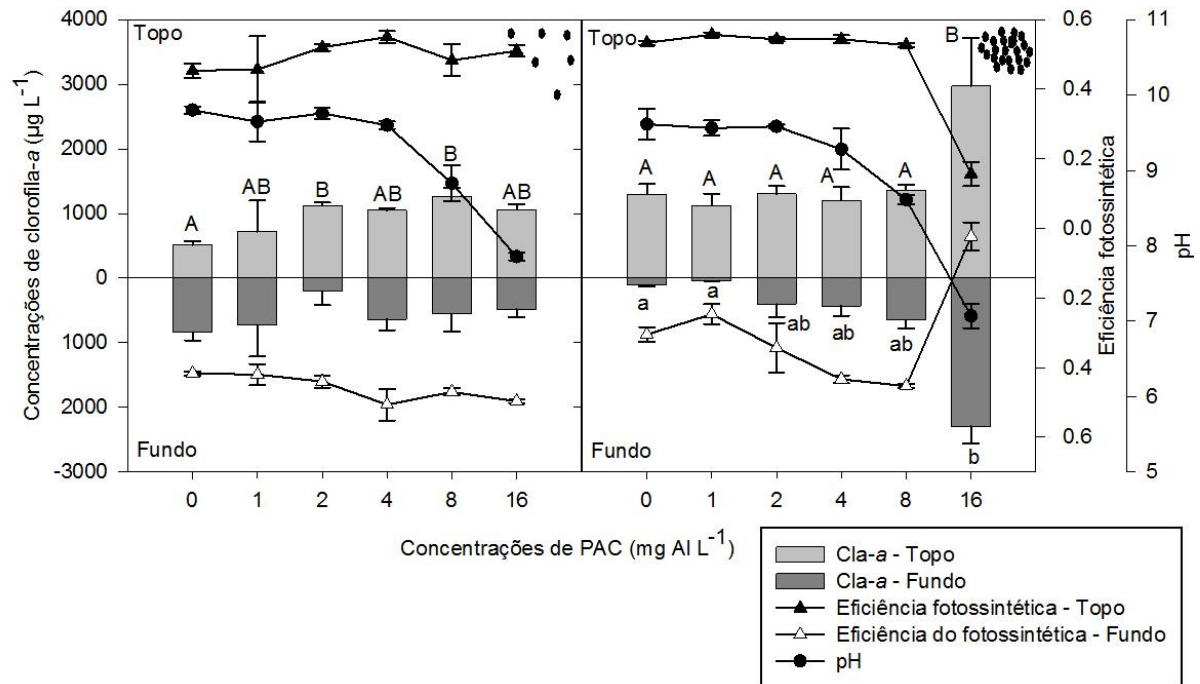 Concentrações de clorofila-a (µg L-1)
4000
3000
2000
1000
0
1000
2000
-3000
Topo
A
AB
B
AB
B
AB
Fundo
0 1 2 4 8 16
Topo
A
A
A
A
A
B
a
a
ab
ab
ab
b
Fundo
0 1 2 4 8 16
0.6
0.4
0.2
0.0
0.2
0.4
0.6
Eficiência fotossintética
11
10
9
8
7
6
5
pH
Concentrações de PAC (mg Al L-1)
Cla-a - Topo
Cla-a - Fundo
Eficiência fotossintética - Topo
Eficiência do fotossintética - Fundo
pH